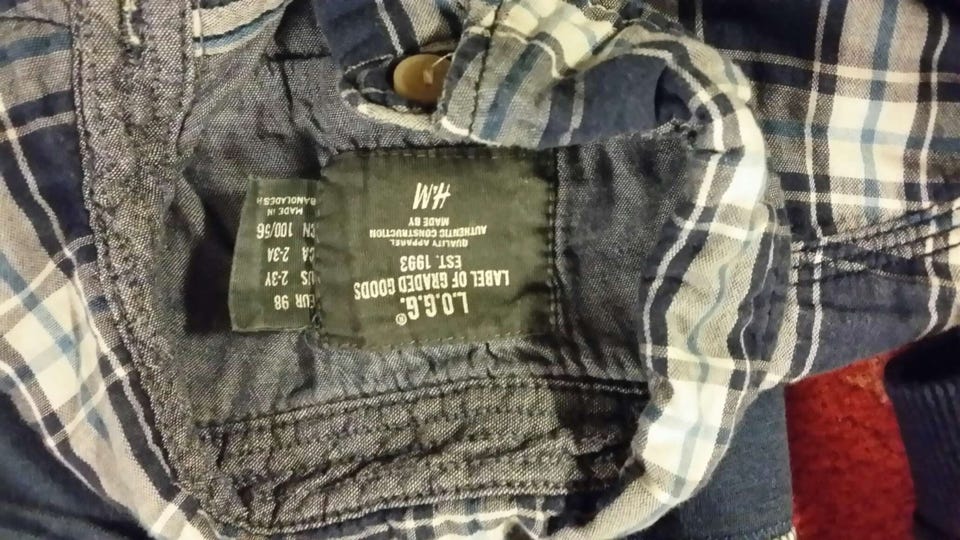 L.O.G.G.®
LABEL OF GRADED GOODS
EST. 1993
QUALITY APPAREL
AUTHENTIC CONSTRUCTION
MADE BY
H&M
EUR 98
US 2-3Y
CA 2-3A
CN 100/56
MADE IN
BANGLADESH